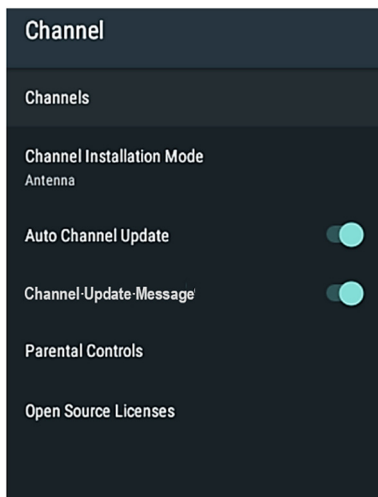 Channel
Channels
Channel Installation Mode
Antenna
Auto Channel Update
Channel·Update·Message
Parental Controls
Open Source Licenses